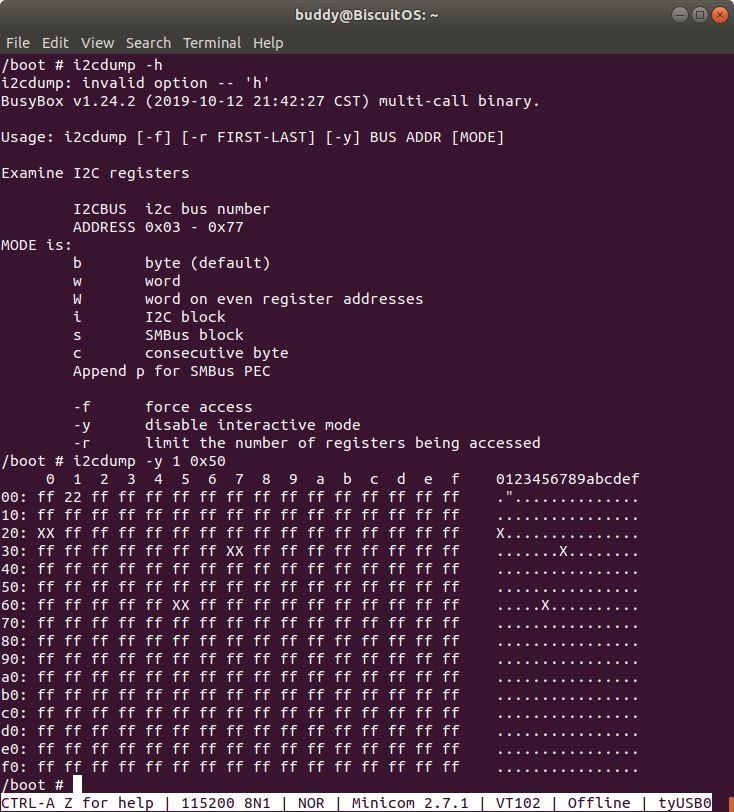 buddy@BiscuitOS: ~
File Edit View Search Terminal Help
/boot # i2cdump -h
i2cdump: invalid option -- 'h'
BusyBox v1.24.2 (2019-10-12 21:42:27 CST) multi-call binary.

Usage: i2cdump [-f] [-r FIRST-LAST] [-y] BUS ADDR [MODE]

Examine I2C registers

        I2CBUS  i2c bus number
        ADDRESS 0x03 - 0x77
MODE is:
        b       byte (default)
        w       word
        W       word on even register addresses
        i       I2C block
        s       SMBus block
        c       consecutive byte
        Append p for SMBus PEC

        -f      force access
        -y      disable interactive mode
        -r      limit the number of registers being accessed
/boot # i2cdump -y 1 0x50
     0  1  2  3  4  5  6  7  8  9  a  b  c  d  e  f    0123456789abcdef
00: ff 22 ff ff ff ff ff ff ff ff ff ff ff ff ff ff    ."..............
10: ff ff ff ff ff ff ff ff ff ff ff ff ff ff ff ff    ................
20: XX ff ff ff ff ff ff ff ff ff ff ff ff ff ff ff    X...............
30: ff ff ff ff ff ff ff XX ff ff ff ff ff ff ff ff    .......X........
40: ff ff ff ff ff ff ff ff ff ff ff ff ff ff ff ff    ................
50: ff ff ff ff ff ff ff ff ff ff ff ff ff ff ff ff    ................
60: ff ff ff ff ff XX ff ff ff ff ff ff ff ff ff ff    .....X..........
70: ff ff ff ff ff ff ff ff ff ff ff ff ff ff ff ff    ................
80: ff ff ff ff ff ff ff ff ff ff ff ff ff ff ff ff    ................
90: ff ff ff ff ff ff ff ff ff ff ff ff ff ff ff ff    ................
a0: ff ff ff ff ff ff ff ff ff ff ff ff ff ff ff ff    ................
b0: ff ff ff ff ff ff ff ff ff ff ff ff ff ff ff ff    ................
c0: ff ff ff ff ff ff ff ff ff ff ff ff ff ff ff ff    ................
d0: ff ff ff ff ff ff ff ff ff ff ff ff ff ff ff ff    ................
e0: ff ff ff ff ff ff ff ff ff ff ff ff ff ff ff ff    ................
f0: ff ff ff ff ff ff ff ff ff ff ff ff ff ff ff ff    ................
/boot #
CTRL-A Z for help | 115200 8N1 | NOR | Minicom 2.7.1 | VT102 | Offline | tyUSB0